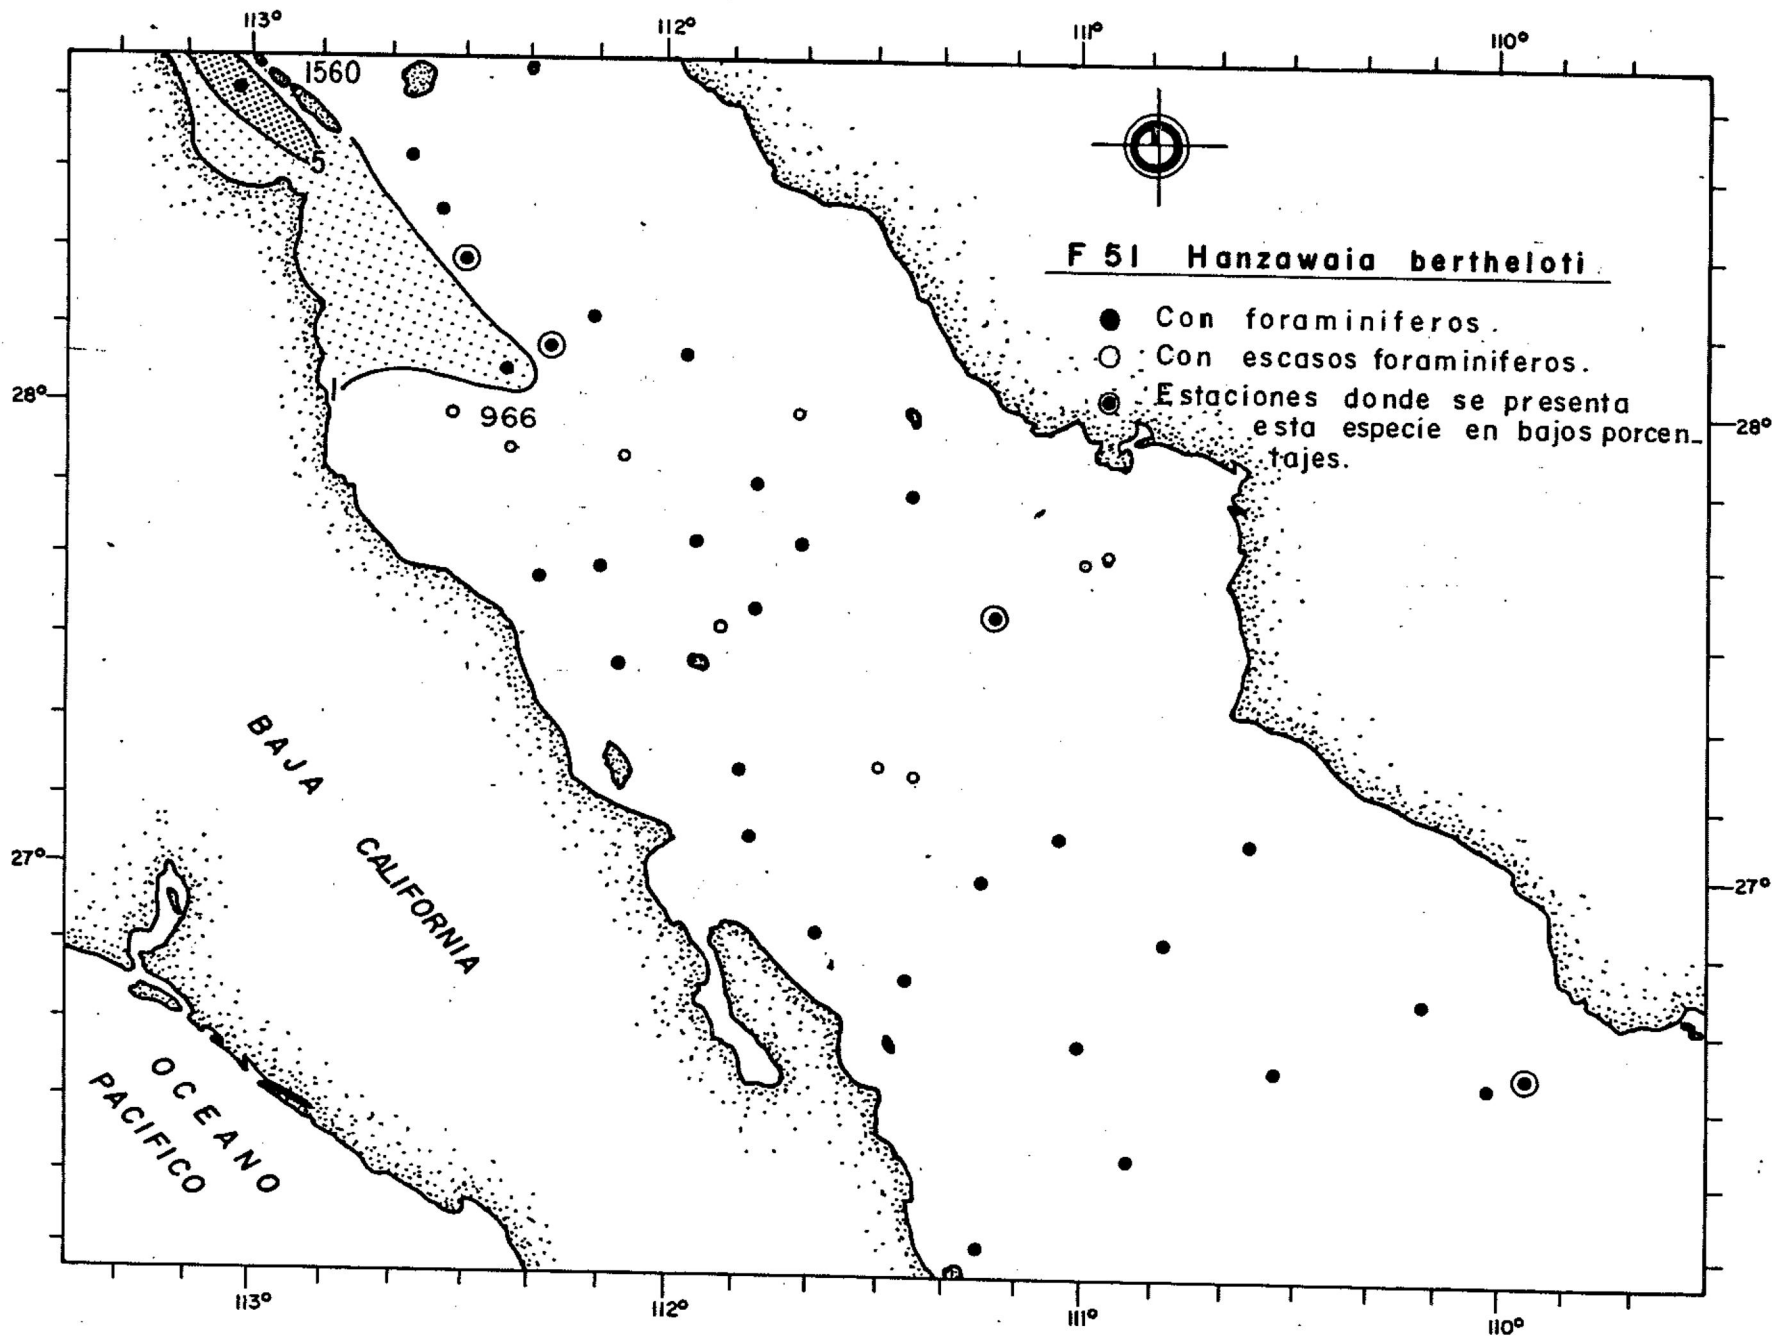 113°
112°
111°
110°
1560
5
F 51 Hanzawaia bertheloti
Con foraminiferos.
Con escasos foraminiferos.
Estaciones donde se presenta
esta especie en bajos porcen-
tajes.
28°
1
966
28°
BAJA
CALIFORNIA
27°
27°
OCEANO
PACIFICO
113°
112°
111°
110°